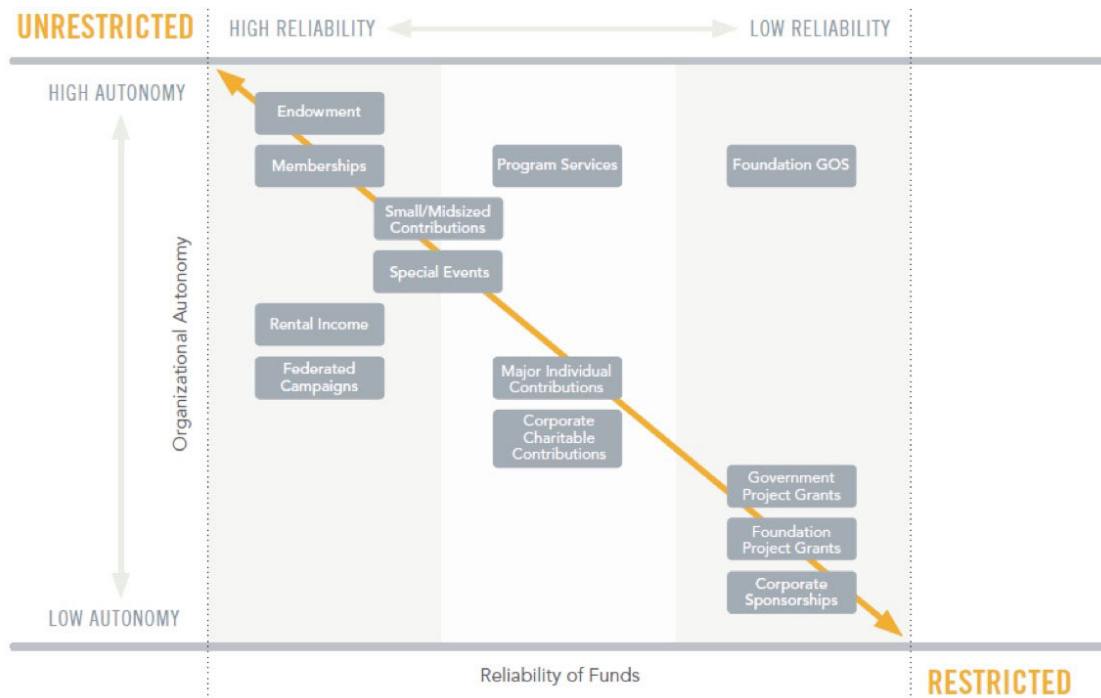 UNRESTRICTED
HIGH RELIABILITY
LOW RELIABILITY
HIGH AUTONOMY
Endowment
Memberships
Program Services
Foundation GOS
Small/Midsized
Contributions
Special Events
Organizational Autonomy
Rental Income
Federated
Campaigns
Major Individual
Contributions
Corporate
Charitable
Contributions
Government
Project Grants
Foundation
Project Grants
Corporate
Sponsorships
LOW AUTONOMY
Reliability of Funds
RESTRICTED